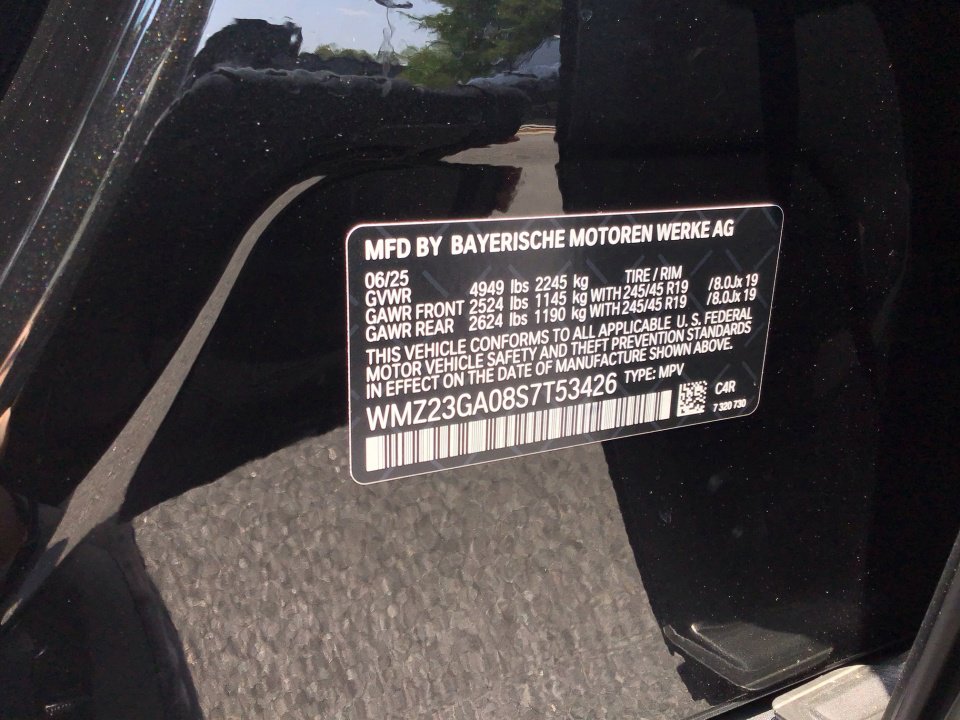 MFD BY BAYERISCHE MOTOREN WERKE AG
06/25 TIRE / RIM
GVWR 4949 lbs 2245 kg
GAWR FRONT 2524 lbs 1145 kg WITH 245/45 R19 /8.0Jx 19
GAWR REAR 2624 lbs 1190 kg WITH 245/45 R19 /8.0Jx 19
THIS VEHICLE CONFORMS TO ALL APPLICABLE U.S. FEDERAL
MOTOR VEHICLE SAFETY AND THEFT PREVENTION STANDARDS
IN EFFECT ON THE DATE OF MANUFACTURE SHOWN ABOVE.
WMZ23GA08S7T53426 TYPE: MPV
C4R
7 320 730